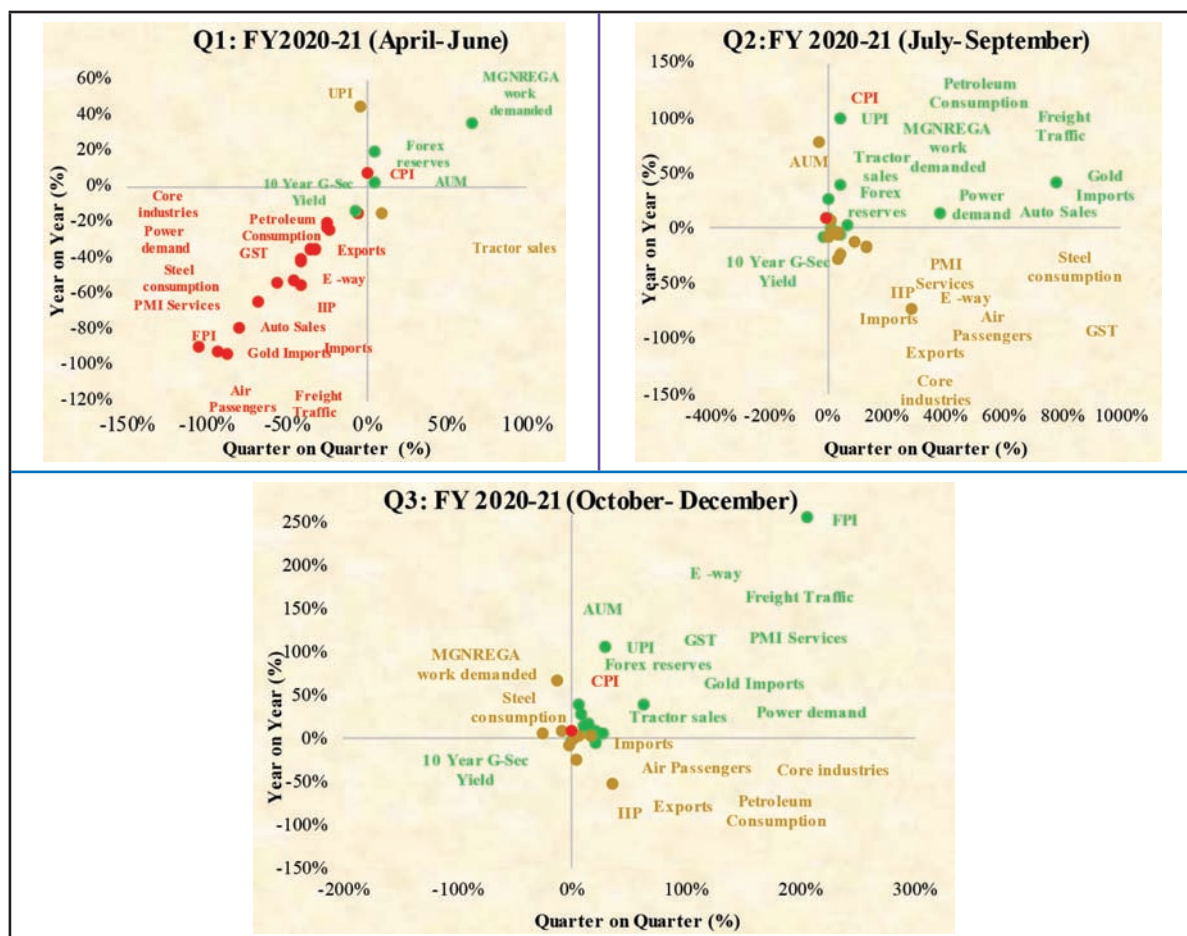 Q1: FY2020-21 (April- June)
60%
40%
20%
0%
-20%
-40%
-60%
-80%
-100%
-120%
Year on Year (%)
UPI
MGNREGA
work
demanded
Forex
reserves
CPI
10 Year G-Sec
Yield
AUM
Core
industries
Petroleum
Consumption
Power
demand
GST
Exports
Tractor sales
Steel
consumption
E -way
PMI Services
IIP
Auto Sales
FPI
Gold Imports
Imports
Air
Passengers
Freight
Traffic
-150%
-100%
-50%
0%
50%
100%
Quarter on Quarter (%)
Q2:FY 2020-21 (July- September)
150%
100%
50%
0%
-50%
-100%
-150%
Year on Year (%)
CPI
Petroleum
Consumption
UPI
MGNREGA
work
demanded
Freight
Traffic
AUM
Tractor
sales
Gold
Imports
Forex
reserves
Power
demand
Auto Sales
10 Year G-Sec
Yield
PMI
Services
Steel
consumption
IIP
E -way
Imports
Air
Passengers
GST
Exports
Core
industries
-400%
-200%
0%
200%
400%
600%
800%
1000%
Quarter on Quarter (%)
Q3: FY 2020-21 (October- December)
250%
200%
150%
100%
50%
0%
-50%
-100%
-150%
Year on Year (%)
FPI
E -way
Freight Traffic
AUM
UPI
GST
PMI Services
MGNREGA
work demanded
Forex reserves
CPI
Gold Imports
Steel
consumption
Tractor sales
Power demand
Imports
10 Year G-Sec
Yield
Air Passengers
Core industries
IIP
Exports
Petroleum
Consumption
-200%
-100%
0%
100%
200%
300%
Quarter on Quarter (%)